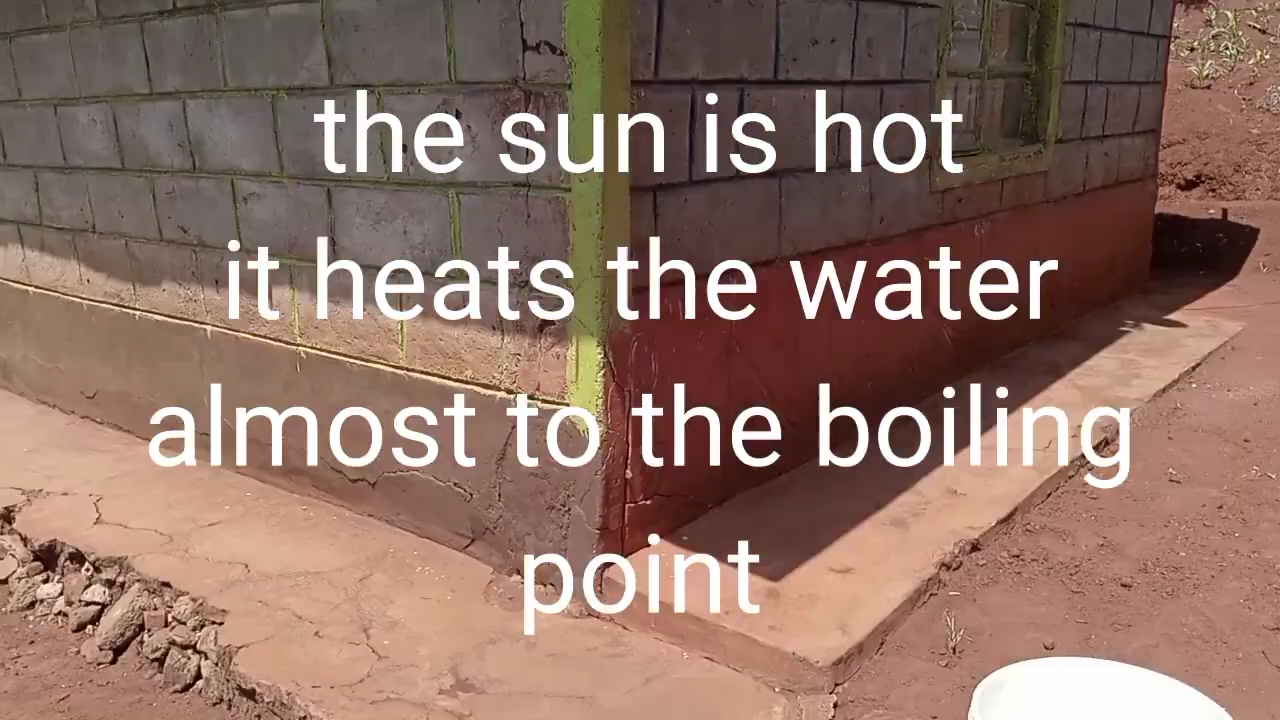 the sun is hot
it heats the water
almost to the boiling
point